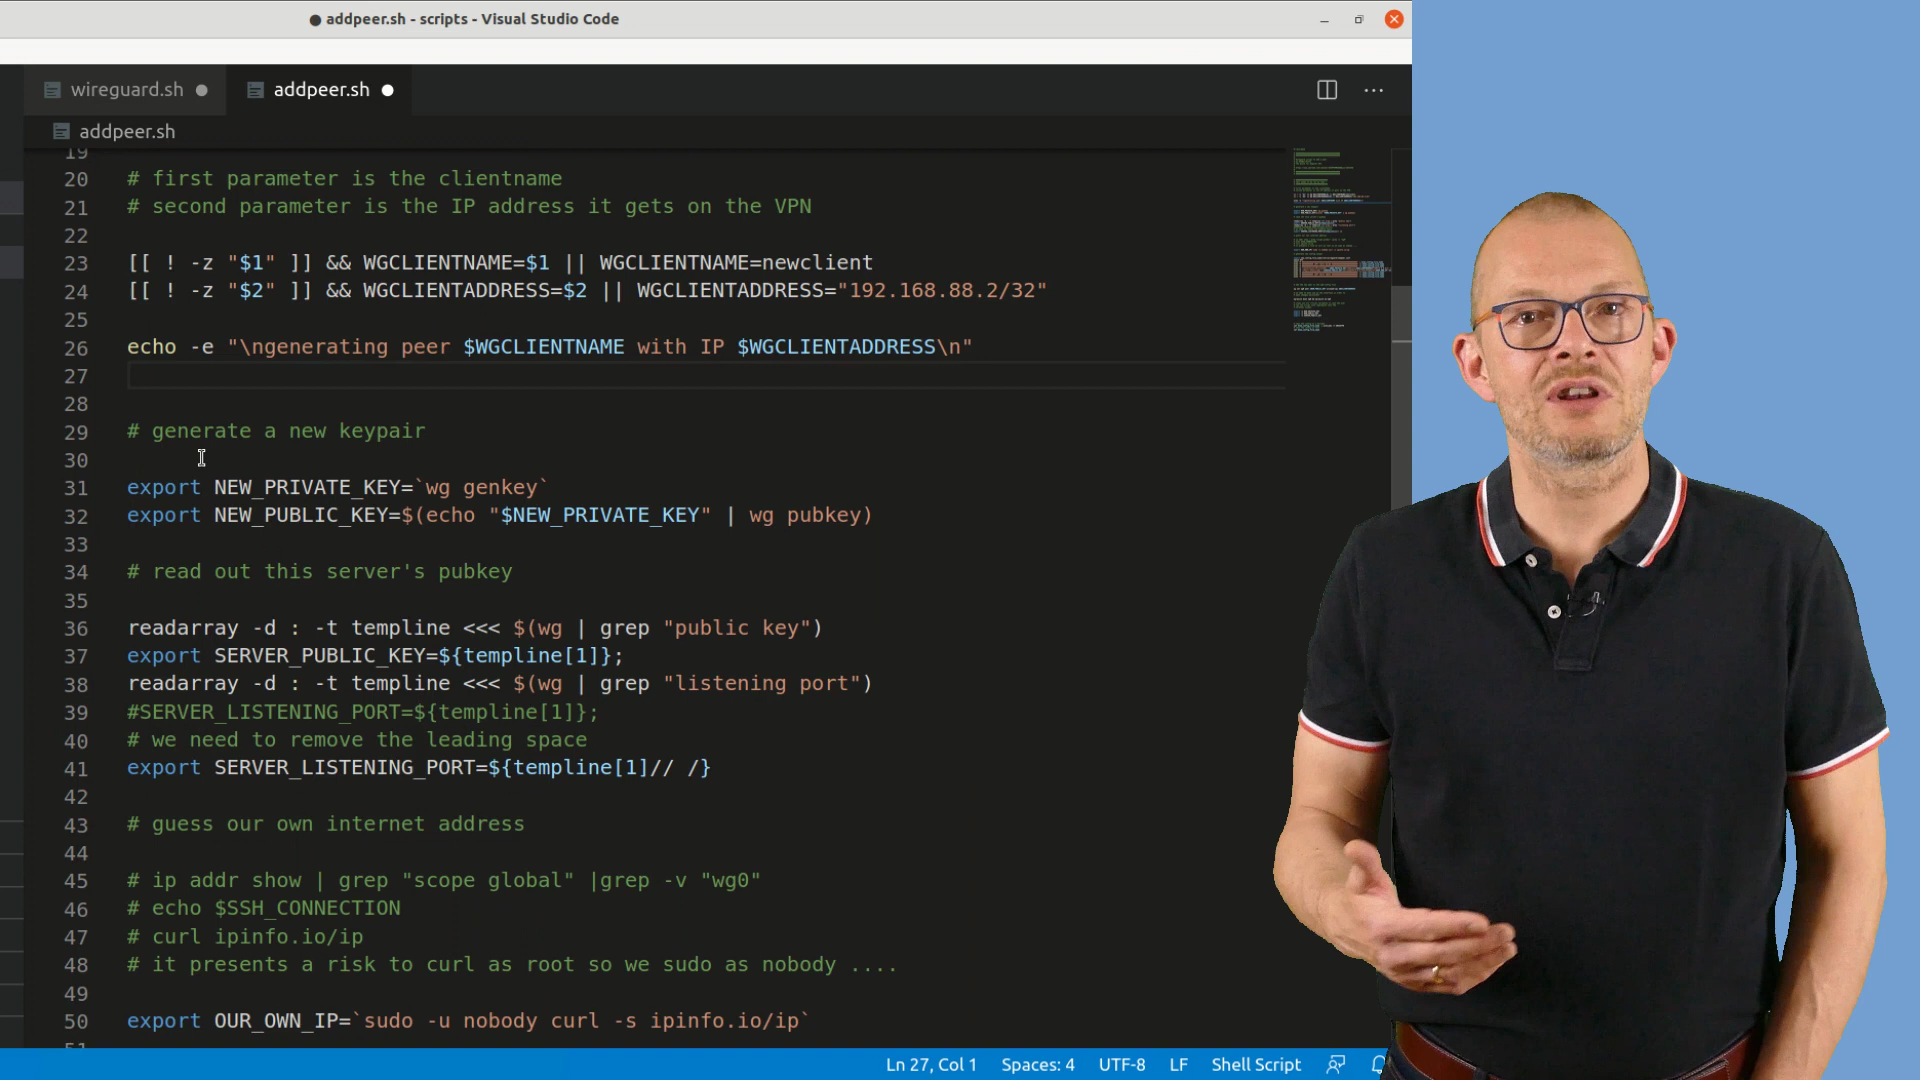 ● addpeer.sh - scripts - Visual Studio Code
wireguard.sh ● addpeer.sh ●
addpeer.sh
19
20 # first parameter is the clientname
21 # second parameter is the IP address it gets on the VPN
22
23 [[ ! -z "$1" ]] && WGCLIENTNAME=$1 || WGCLIENTNAME=newclient
24 [[ ! -z "$2" ]] && WGCLIENTADDRESS=$2 || WGCLIENTADDRESS="192.168.88.2/32"
25
26 echo -e "\ngenerating peer $WGCLIENTNAME with IP $WGCLIENTADDRESS\n"
27
28
29 # generate a new keypair
30
31 export NEW_PRIVATE_KEY=`wg genkey`
32 export NEW_PUBLIC_KEY=$(echo "$NEW_PRIVATE_KEY" | wg pubkey)
33
34 # read out this server's pubkey
35
36 readarray -d : -t templine <<< $(wg | grep "public key")
37 export SERVER_PUBLIC_KEY=${templine[1]};
38 readarray -d : -t templine <<< $(wg | grep "listening port")
39 #SERVER_LISTENING_PORT=${templine[1]};
40 # we need to remove the leading space
41 export SERVER_LISTENING_PORT=${templine[1]// /}
42
43 # guess our own internet address
44
45 # ip addr show | grep "scope global" |grep -v "wg0"
46 # echo $SSH_CONNECTION
47 # curl ipinfo.io/ip
48 # it presents a risk to curl as root so we sudo as nobody ....
49
50 export OUR_OWN_IP=`sudo -u nobody curl -s ipinfo.io/ip`
Ln 27, Col 1 Spaces: 4 UTF-8 LF Shell Script